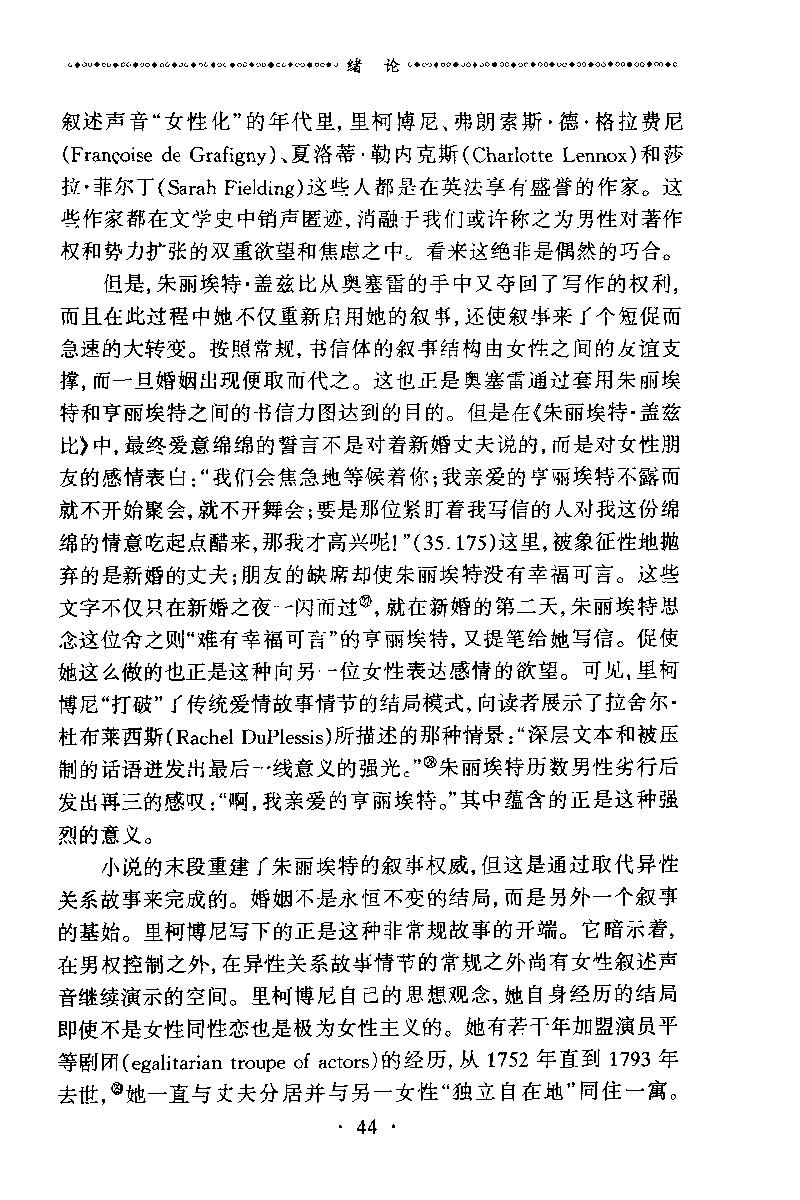 绪 论
叙述声音“女性化”的年代里,里柯博尼、弗朗索斯·德·格拉费尼
(Françoise de Grafigny)、夏洛蒂·勒内克斯(Charlotte Lennox)和莎
拉·菲尔丁(Sarah Fielding)这些人都是在英法享有盛誉的作家。这
些作家都在文学史中销声匿迹,消融于我们或许称之为男性对著作
权和势力扩张的双重欲望和焦虑之中。看来这绝非是偶然的巧合。
但是,朱丽埃特·盖兹比从奥塞雷的手中又夺回了写作的权利,
而且在此过程中她不仅重新启用她的叙事,还使叙事来了个短促而
急速的大转变。按照常规,书信体的叙事结构由女性之间的友谊支
撑,而一旦婚姻出现便取而代之。这也正是奥塞雷通过套用朱丽埃
特和亨丽埃特之间的书信力图达到的目的。但是在《朱丽埃特·盖兹
比》中,最终爱意绵绵的誓言不是对着新婚丈夫说的,而是对女性朋
友的感情表白:“我们会焦急地等候着你;我亲爱的亨丽埃特不露而
就不开始聚会,就不开舞会;要是那位紧盯着我写信的人对我这份绵
绵的情意吃起点醋来,那我才高兴呢!”(35.175)这里,被象征性地抛
弃的是新婚的丈夫;朋友的缺席却使朱丽埃特没有幸福可言。这些
文字不仅只在新婚之夜一闪而过㉗,就在新婚的第二天,朱丽埃特思
念这位舍之则“难有幸福可言”的亨丽埃特,又提笔给她写信。促使
她这么做的也正是这种向另一位女性表达感情的欲望。可见,里柯
博尼“打破”了传统爱情故事情节的结局模式,向读者展示了拉舍尔·
杜布莱西斯(Rachel DuPlessis)所描述的那种情景:“深层文本和被压
制的话语迸发出最后一线意义的强光。”㉘朱丽埃特历数男性劣行后
发出再三的感叹:“啊,我亲爱的亨丽埃特。”其中蕴含的正是这种强
烈的意义。
小说的末段重建了朱丽埃特的叙事权威,但这是通过取代异性
关系故事来完成的。婚姻不是永恒不变的结局,而是另外一个叙事
的基始。里柯博尼写下的正是这种非常规故事的开端。它暗示着,
在男权控制之外,在异性关系故事情节的常规之外尚有女性叙述声
音继续演示的空间。里柯博尼自己的思想观念,她自身经历的结局
即使不是女性同性恋也是极为女性主义的。她有若干年加盟演员平
等剧团(egalitarian troupe of actors)的经历,从 1752 年直到 1793 年
去世,㉙她一直与丈夫分居并与另一女性“独立自在地”同住一寓。
· 44 ·